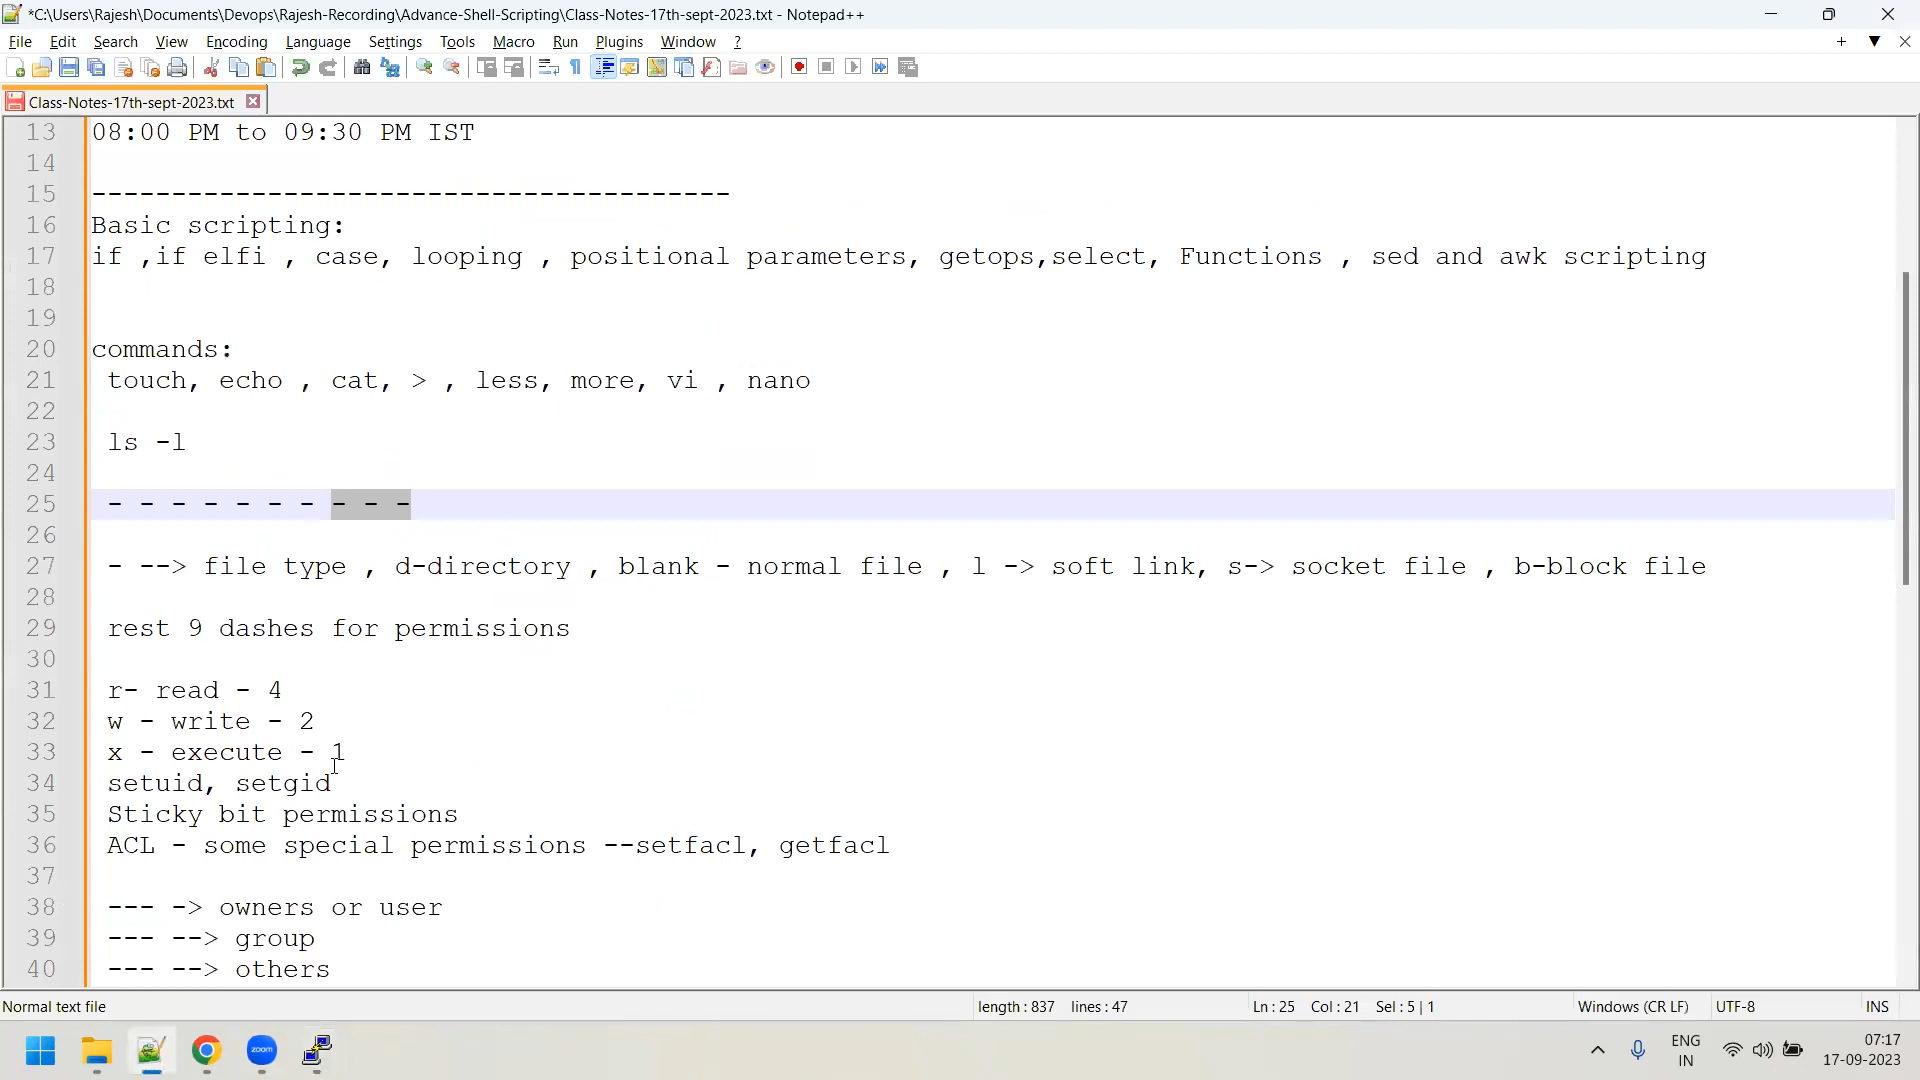 *C:\Users\Rajesh\Documents\Devops\Rajesh-Recording\Advance-Shell-Scripting\Class-Notes-17th-sept-2023.txt - Notepad++
File Edit Search View Encoding Language Settings Tools Macro Run Plugins Window ?
Class-Notes-17th-sept-2023.txt
13 08:00 PM to 09:30 PM IST
14
15 ----------------------------------------
16 Basic scripting:
17 if ,if elfi , case, looping , positional parameters, getops,select, Functions , sed and awk scripting
18
19
20 commands:
21 touch, echo , cat, > , less, more, vi , nano
22
23 ls -l
24
25 - - - - - - - - - -
26
27 - --> file type , d-directory , blank - normal file , l -> soft link, s-> socket file , b-block file
28
29 rest 9 dashes for permissions
30
31 r- read - 4
32 w - write - 2
33 x - execute - 1
34 setuid, setgid
35 Sticky bit permissions
36 ACL - some special permissions --setfacl, getfacl
37
38 --- -> owners or user
39 --- --> group
40 --- --> others
Normal text file length : 837 lines : 47 Ln : 25 Col : 21 Sel : 5 | 1 Windows (CR LF) UTF-8 INS
zoom
ENG
IN
07:17
17-09-2023